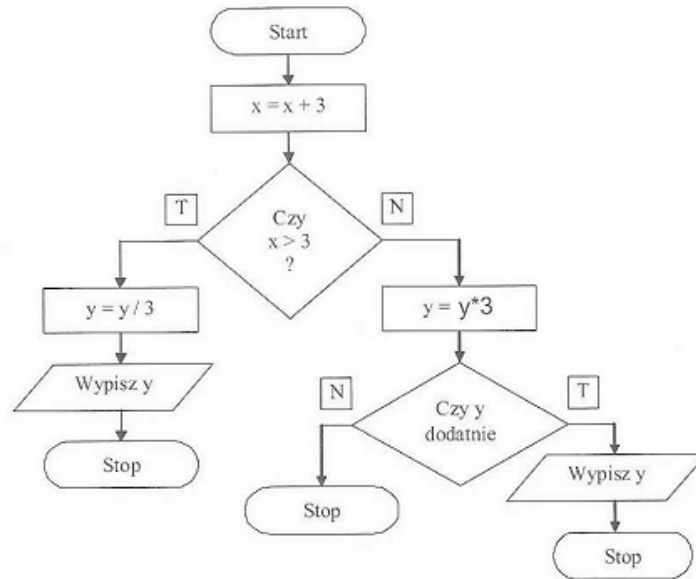 Start
x = x + 3
T
N
Czy
x > 3
?
y = y / 3
y = y*3
Wypisz y
N
T
Czy y
dodatnie
Stop
Wypisz y
Stop
Stop